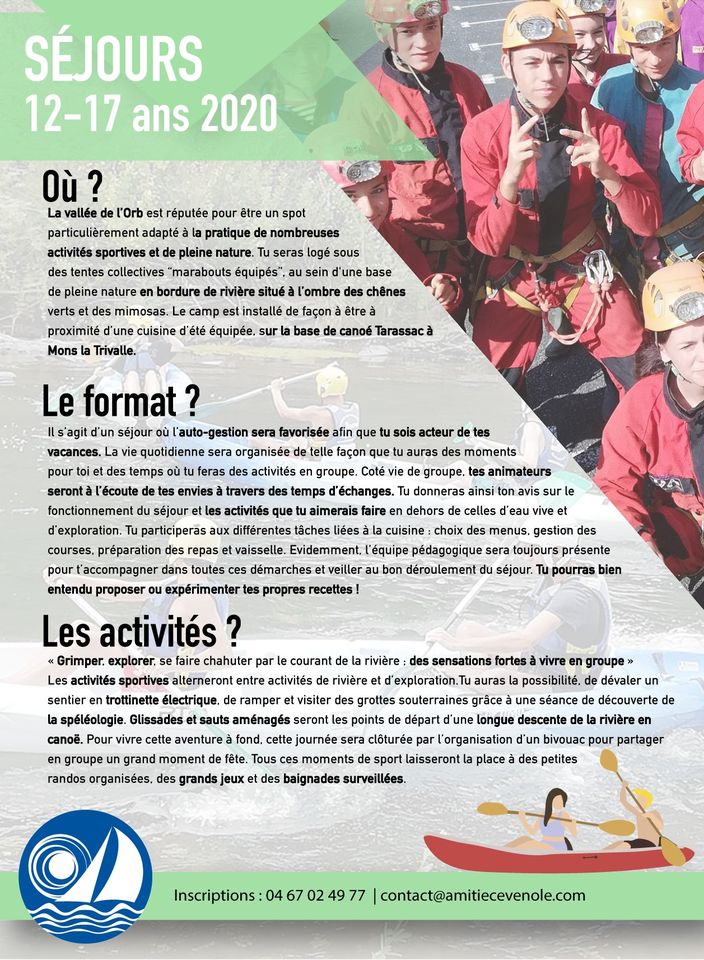 SÉJOURS
12-17 ans 2020
Où ?
La vallée de l'Orb est réputée pour être un spot
particulièrement adapté à la pratique de nombreuses
activités sportives et de pleine nature. Tu seras logé sous
des tentes collectives “marabouts équipés”, au sein d'une base
de pleine nature en bordure de rivière situé à l'ombre des chênes
verts et des mimosas. Le camp est installé de façon à être à
proximité d'une cuisine d'été équipée, sur la base de canoé Tarassac à
Mons la Trivalle.
Le format ?
Il s'agit d'un séjour où l'auto-gestion sera favorisée afin que tu sois acteur de tes
vacances. La vie quotidienne sera organisée de telle façon que tu auras des moments
pour toi et des temps où tu feras des activités en groupe. Coté vie de groupe, tes animateurs
seront à l'écoute de tes envies à travers des temps d'échanges. Tu donneras ainsi ton avis sur le
fonctionnement du séjour et les activités que tu aimerais faire en dehors de celles d'eau vive et
d'exploration. Tu participeras aux différentes tâches liées à la cuisine : choix des menus, gestion des
courses, préparation des repas et vaisselle. Evidemment, l'équipe pédagogique sera toujours présente
pour t'accompagner dans toutes ces démarches et veiller au bon déroulement du séjour. Tu pourras bien
entendu proposer ou expérimenter tes propres recettes !
Les activités ?
« Grimper. explorer, se faire chahuter par le courant de la rivière : des sensations fortes à vivre en groupe »
Les activités sportives alterneront entre activités de rivière et d'exploration.Tu auras la possibilité, de dévaler un
sentier en trottinette électrique, de ramper et visiter des grottes souterraines grâce à une séance de découverte de
la spéléologie. Glissades et sauts aménagés seront les points de départ d'une longue descente de la rivière en
canoë. Pour vivre cette aventure à fond, cette journée sera clôturée par l'organisation d'un bivouac pour partager
en groupe un grand moment de fête. Tous ces moments de sport laisseront la place à des petites
randos organisées, des grands jeux et des baignades surveillées.
Inscriptions : 04 67 02 49 77 | contact@amitiecevenole.com